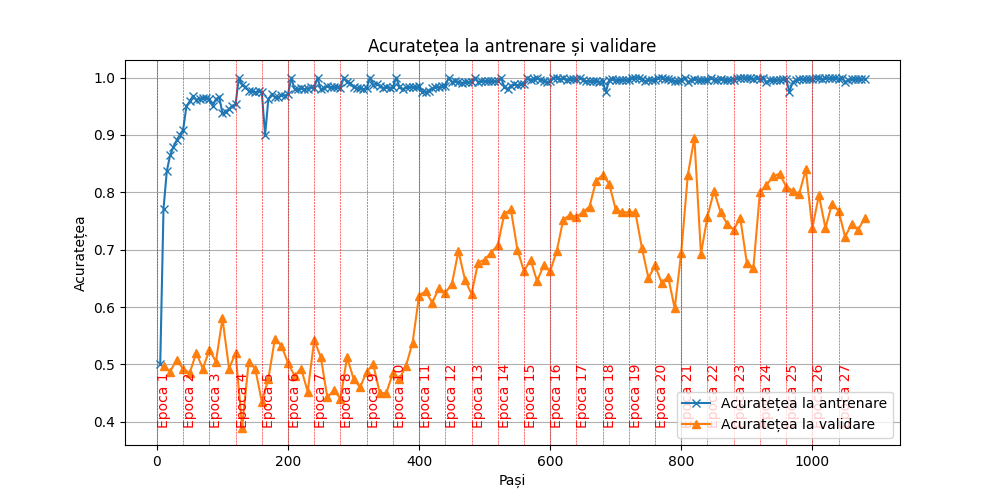 Acuratețea la antrenare și validare
Acuratețea
1.0
0.9
0.8
0.7
0.6
0.5
0.4
Epoca 1
Epoca 2
Epoca 3
Epoca 4
Epoca 5
Epoca 6
Epoca 7
Epoca 8
Epoca 9
Epoca 10
Epoca 11
Epoca 12
Epoca 13
Epoca 14
Epoca 15
Epoca 16
Epoca 17
Epoca 18
Epoca 19
Epoca 20
Epoca 21
Epoca 22
Epoca 23
Epoca 24
Epoca 25
Epoca 26
Epoca 27
Acuratețea la antrenare
Acuratețea la validare
0
200
400
600
800
1000
Pași